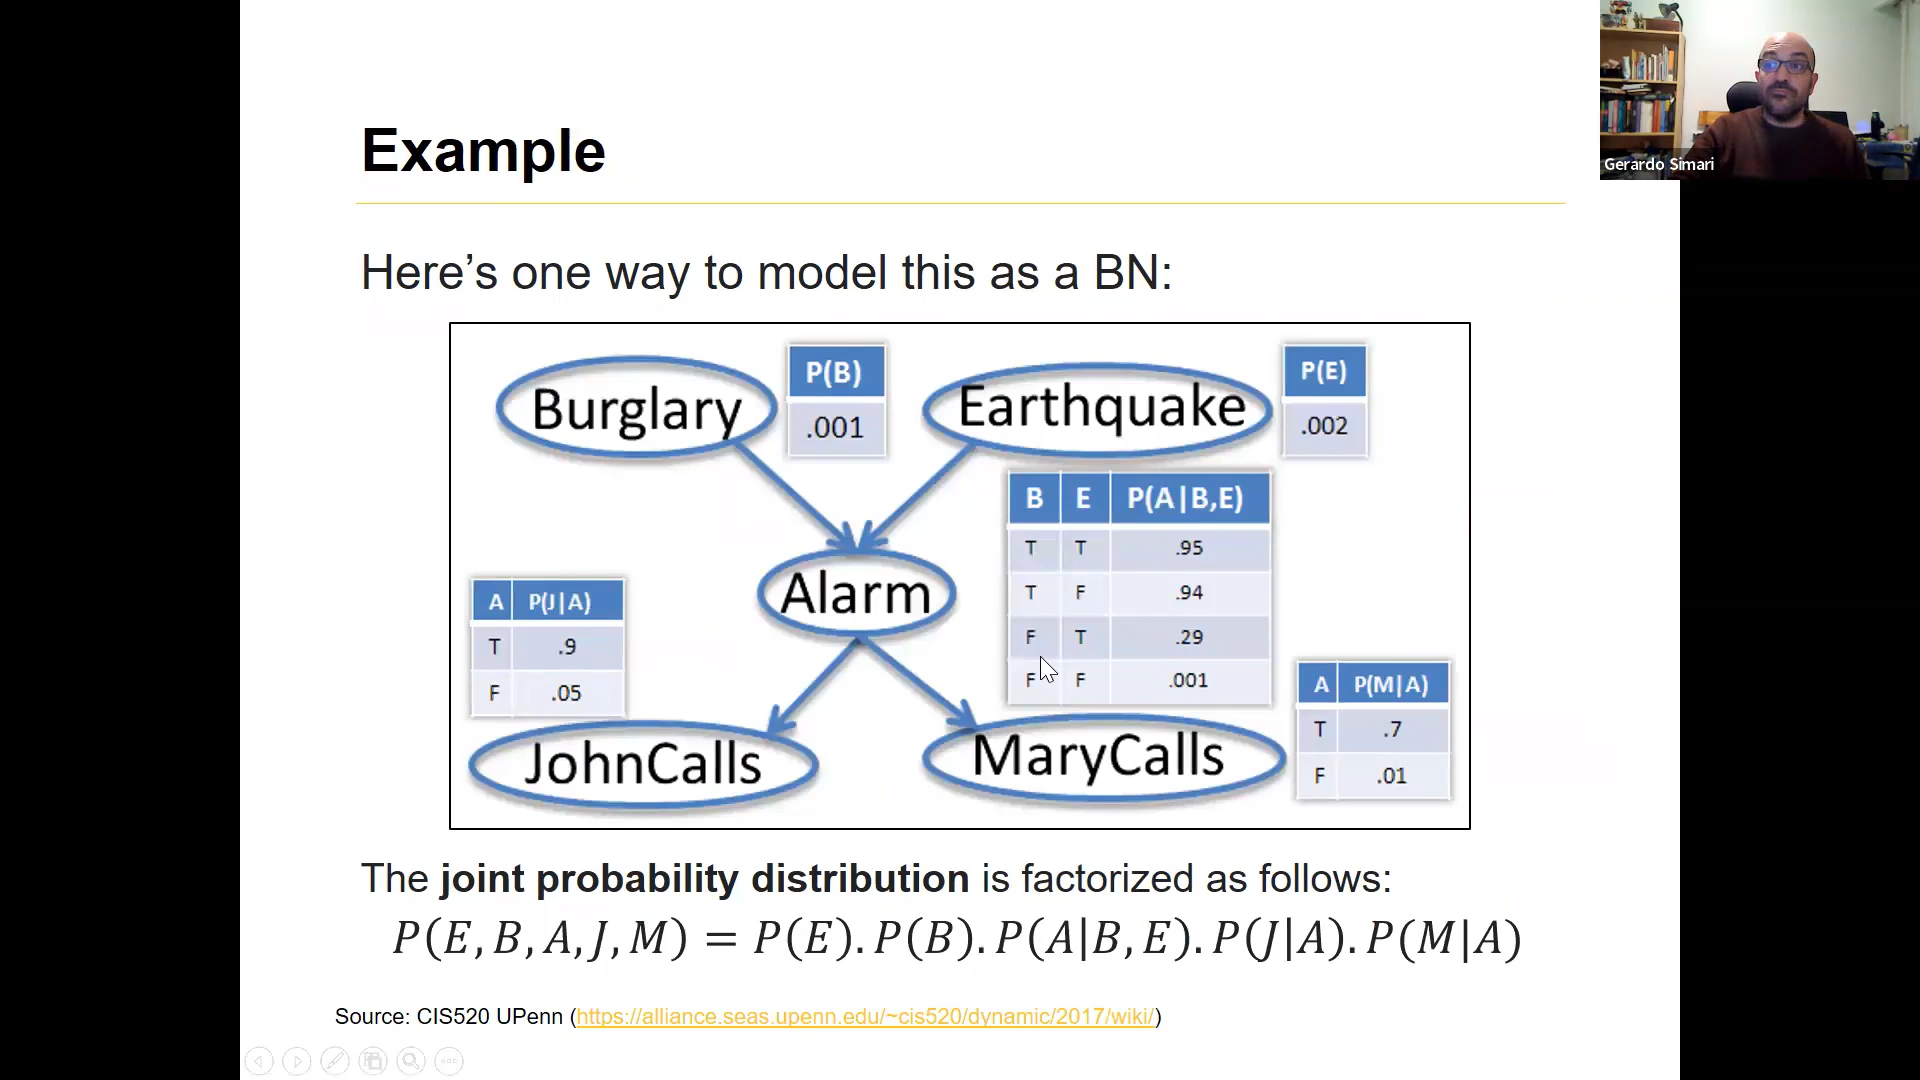 Gerardo Simari
Example
Here’s one way to model this as a BN:
Burglary
P(B)
.001
Earthquake
P(E)
.002
B E P(A|B,E)
T T .95
T F .94
F T .29
F F .001
Alarm
A P(J|A)
T .9
F .05
JohnCalls
MaryCalls
A P(M|A)
T .7
F .01
The joint probability distribution is factorized as follows:
P(E, B, A, J, M) = P(E). P(B). P(A|B, E). P(J|A). P(M|A)
Source: CIS520 UPenn (https://alliance.seas.upenn.edu/~cis520/dynamic/2017/wiki/)